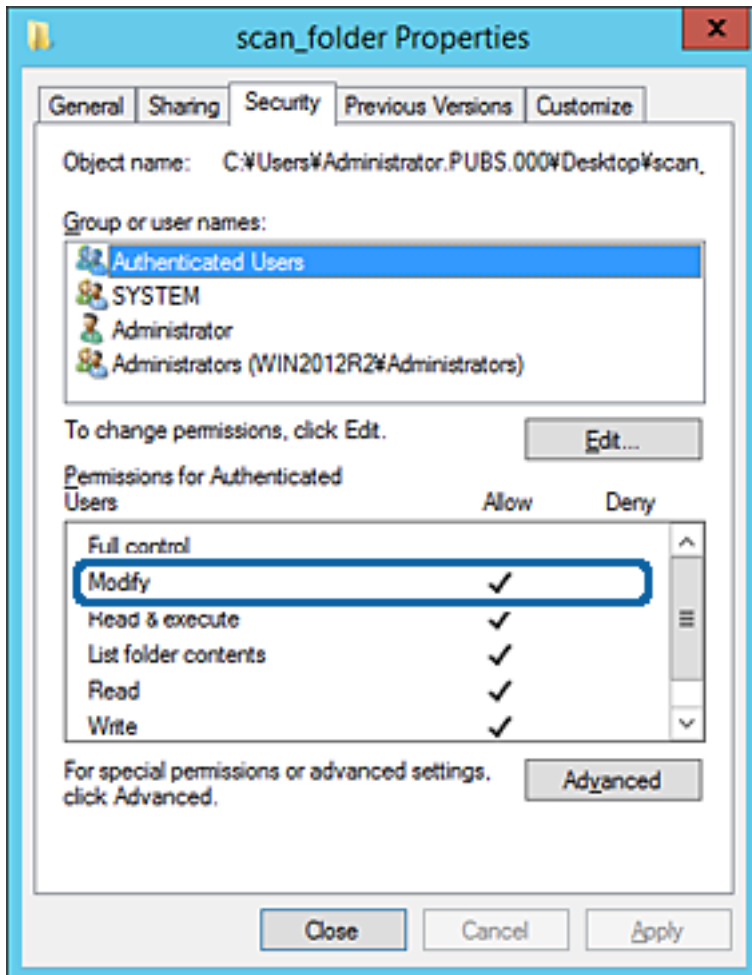 scan_folder Properties
x
General Sharing Security Previous Versions Customize
Object name: C:¥Users¥Administrator.PUBS.000¥Desktop¥scan_
Group or user names:
Authenticated Users
SYSTEM
Administrator
Administrators (WIN2012R2¥Administrators)
To change permissions, click Edit.
Edit...
Permissions for Authenticated
Users Allow Deny
Full control
Modify
Read & execute
List folder contents
Read
Write
For special permissions or advanced settings,
click Advanced.
Advanced
Close Cancel Apply